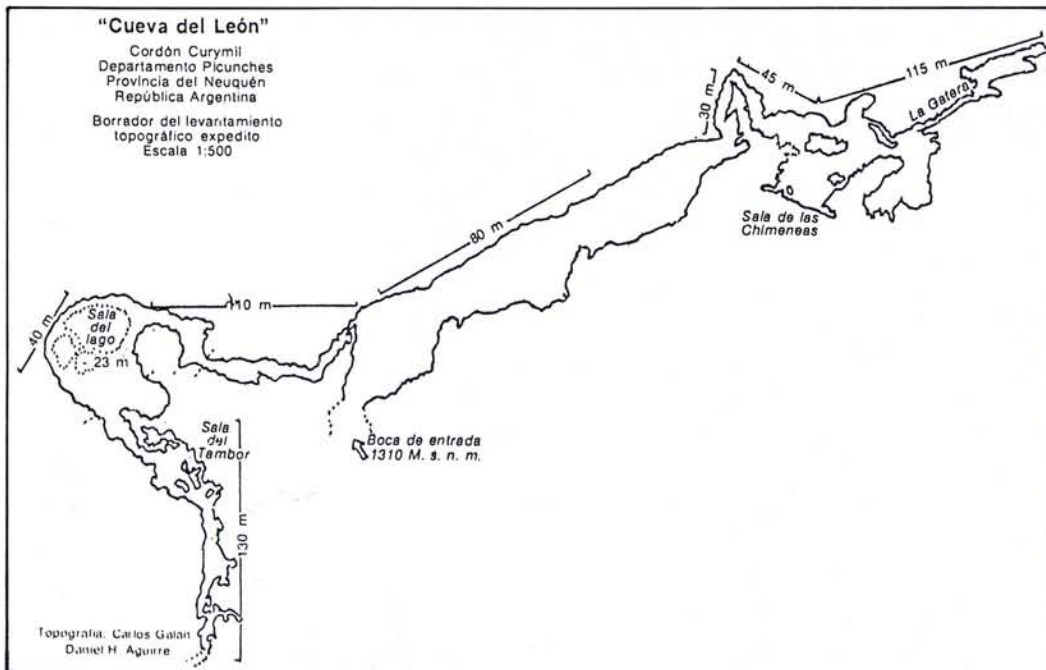 "Cueva del León"
Cordón Curymil
Departamento Picunches
Provincia del Neuquén
República Argentina
Borrador del levantamiento
topográfico expedito
Escala 1:500
45 m
115 m
30 m
La Gatera
Sala de las
Chimeneas
80 m
10 m
40 m
Sala
del
lago
- 23 m
Sala
del
Tambor
Boca de entrada
1310 M. s. n. m.
130 m
Topografía: Carlos Galán
Daniel H. Aguirre